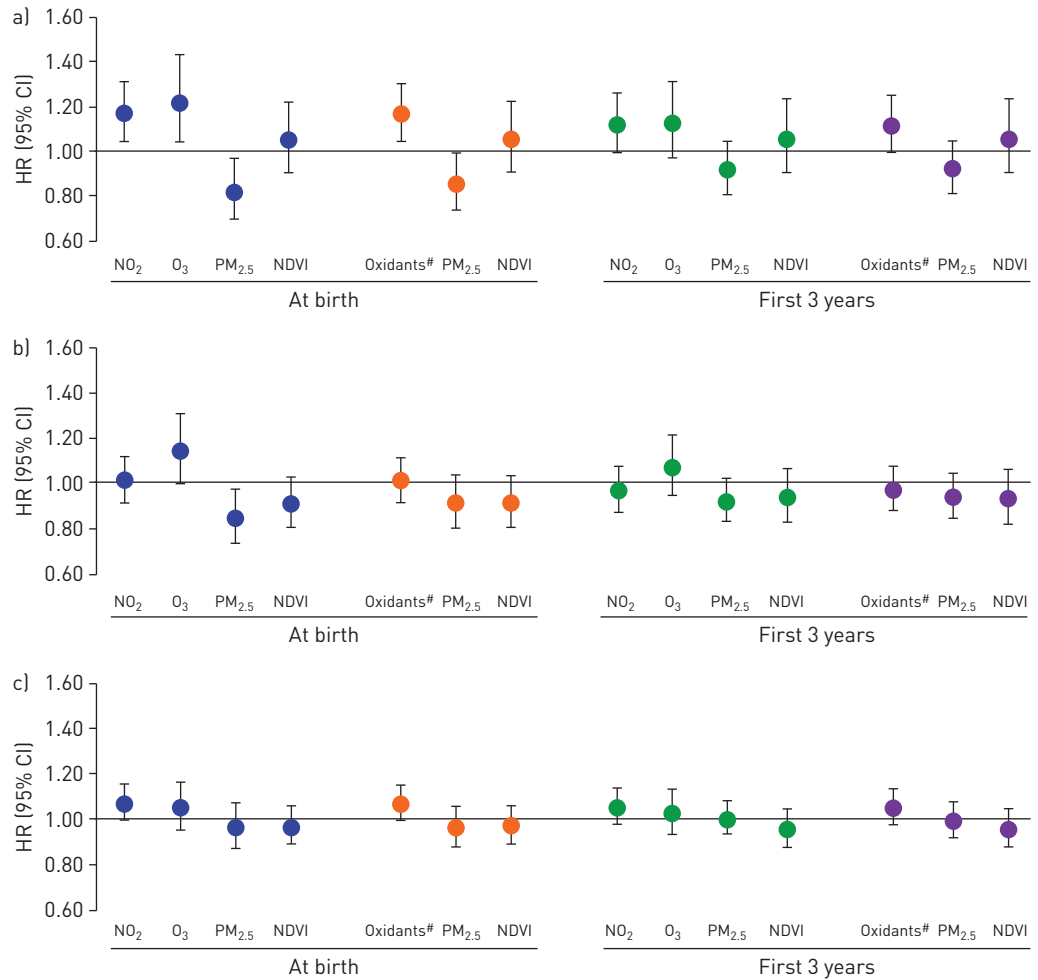 a)
HR (95% CI)
1.60
1.40
1.20
1.00
0.80
0.60
NO2 O3 PM2.5 NDVI Oxidants# PM2.5 NDVI NO2 O3 PM2.5 NDVI Oxidants# PM2.5 NDVI
At birth First 3 years
b)
HR (95% CI)
1.60
1.40
1.20
1.00
0.80
0.60
NO2 O3 PM2.5 NDVI Oxidants# PM2.5 NDVI NO2 O3 PM2.5 NDVI Oxidants# PM2.5 NDVI
At birth First 3 years
c)
HR (95% CI)
1.60
1.40
1.20
1.00
0.80
0.60
NO2 O3 PM2.5 NDVI Oxidants# PM2.5 NDVI NO2 O3 PM2.5 NDVI Oxidants# PM2.5 NDVI
At birth First 3 years